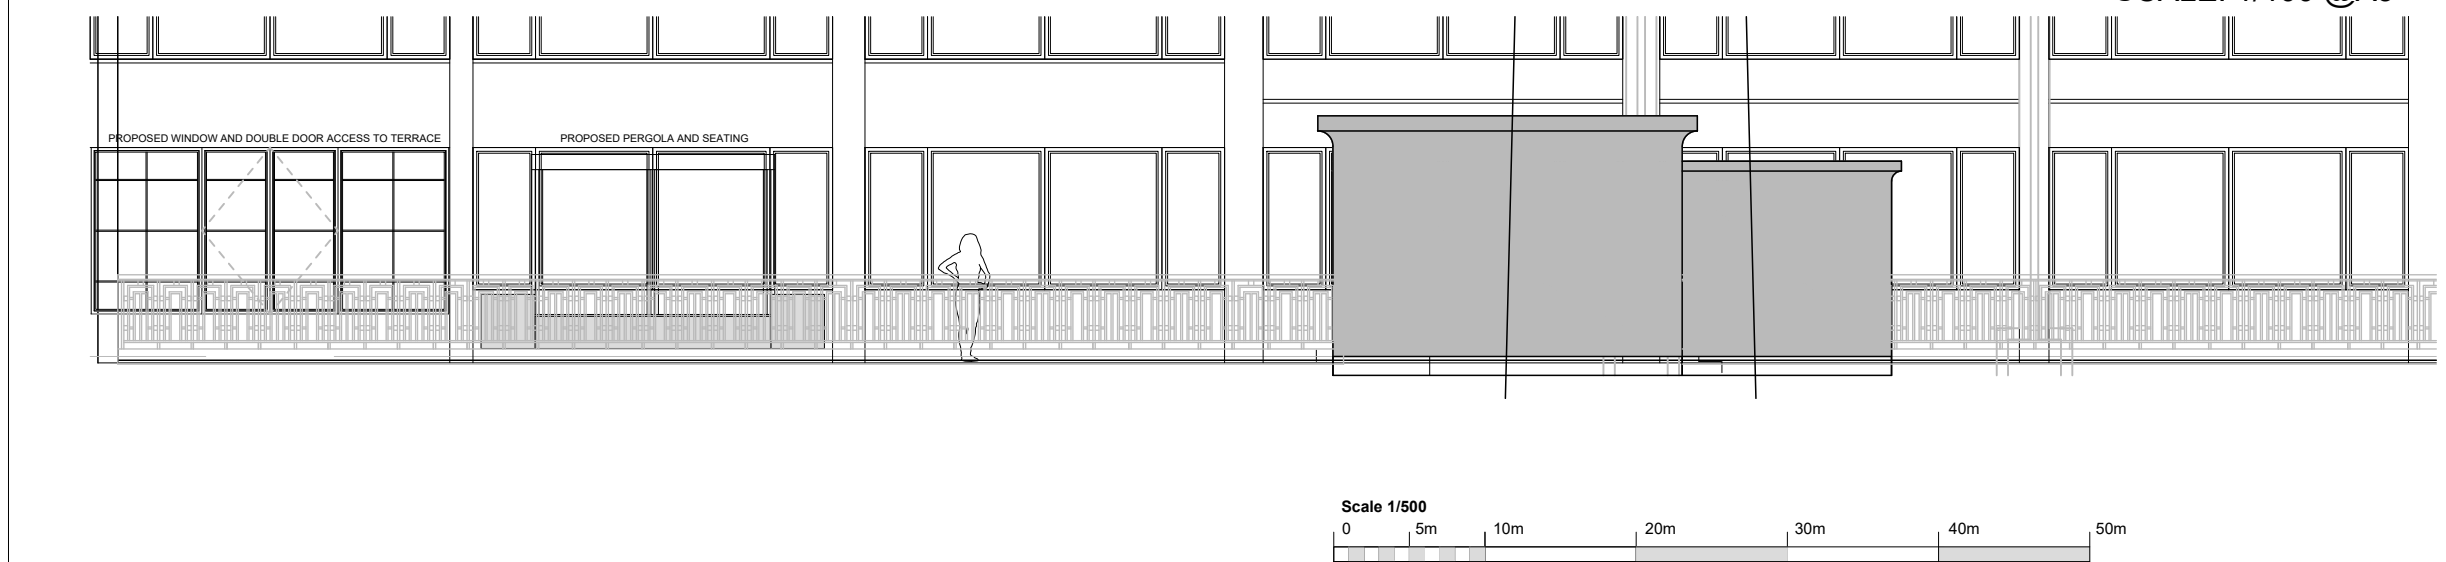 PROPOSED WINDOW AND DOUBLE DOOR ACCESS TO TERRACE
PROPOSED PERGOLA AND SEATING
Scale 1/500
0 5m 10m 20m 30m 40m 50m